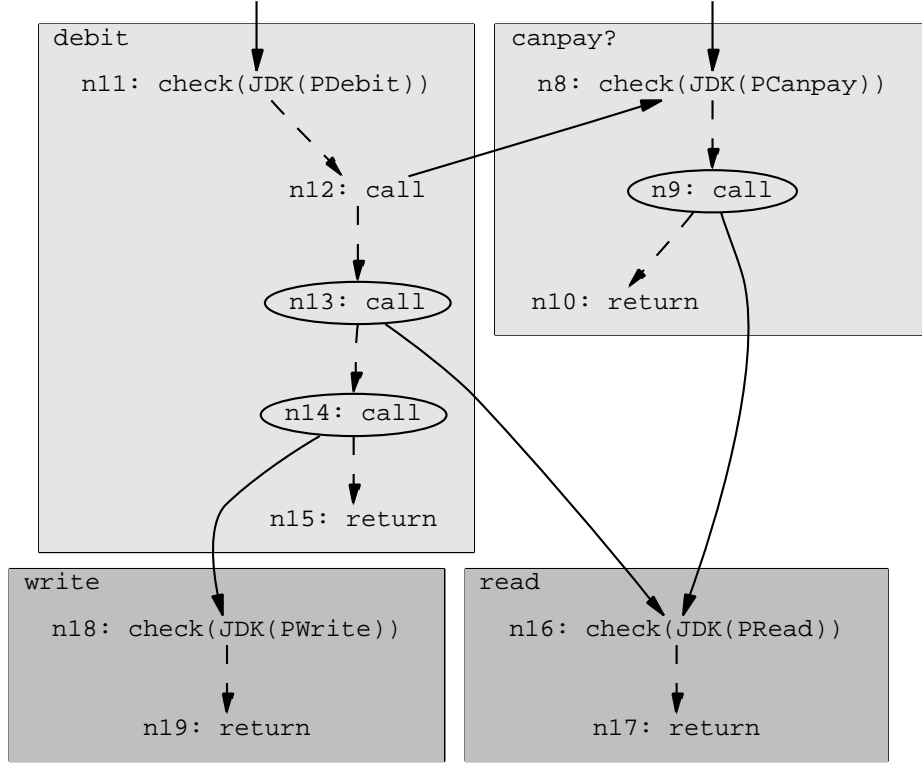 debit
n11: check(JDK(PDebit))
n12: call
n13: call
n14: call
n15: return
canpay?
n8: check(JDK(PCanpay))
n9: call
n10: return
write
n18: check(JDK(PWrite))
n19: return
read
n16: check(JDK(PRead))
n17: return